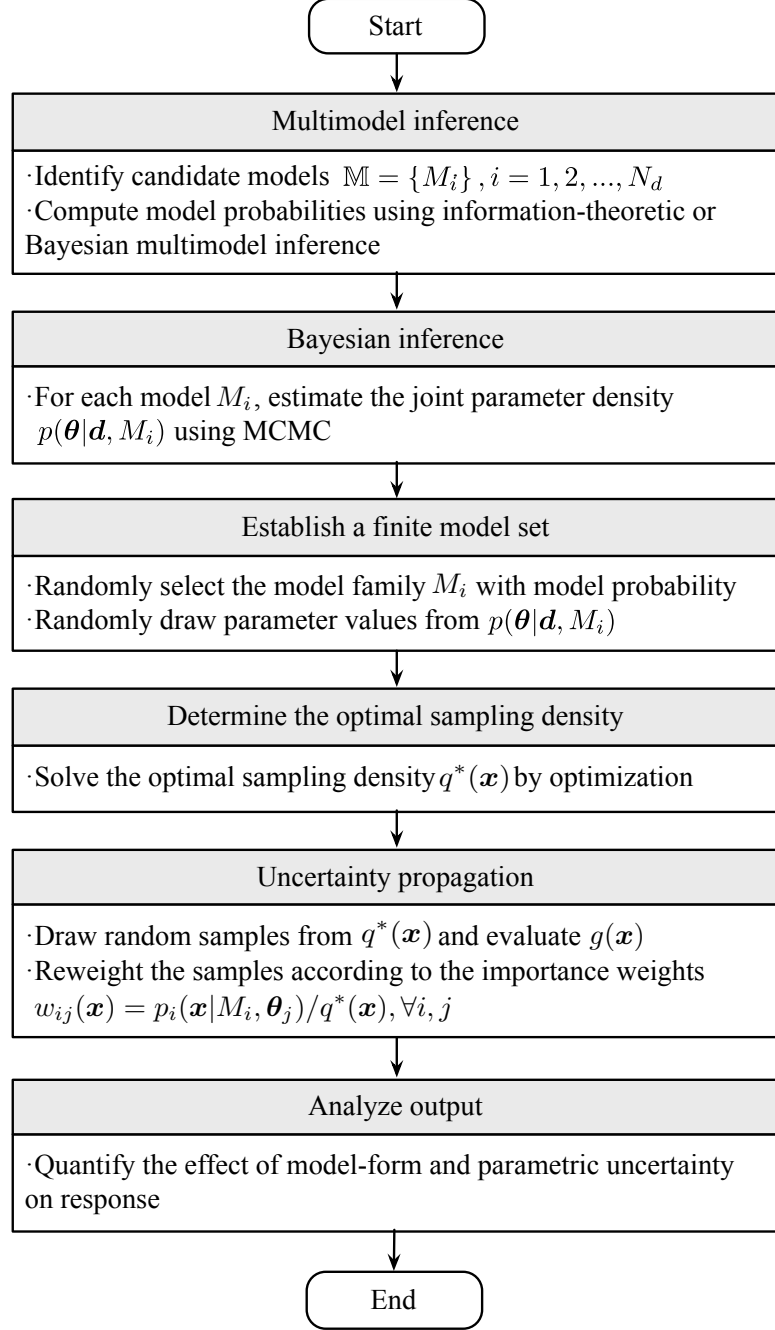 Start
Multimodel inference
·Identify candidate models 𝕄 = {M_i}, i = 1, 2, ..., N_d
·Compute model probabilities using information-theoretic or
Bayesian multimodel inference
Bayesian inference
·For each model M_i, estimate the joint parameter density
p(θ|d, M_i) using MCMC
Establish a finite model set
·Randomly select the model family M_i with model probability
·Randomly draw parameter values from p(θ|d, M_i)
Determine the optimal sampling density
·Solve the optimal sampling density q*(x) by optimization
Uncertainty propagation
·Draw random samples from q*(x) and evaluate g(x)
·Reweight the samples according to the importance weights
w_ij(x) = p_i(x|M_i, θ_j)/q*(x), ∀i, j
Analyze output
·Quantify the effect of model-form and parametric uncertainty
on response
End